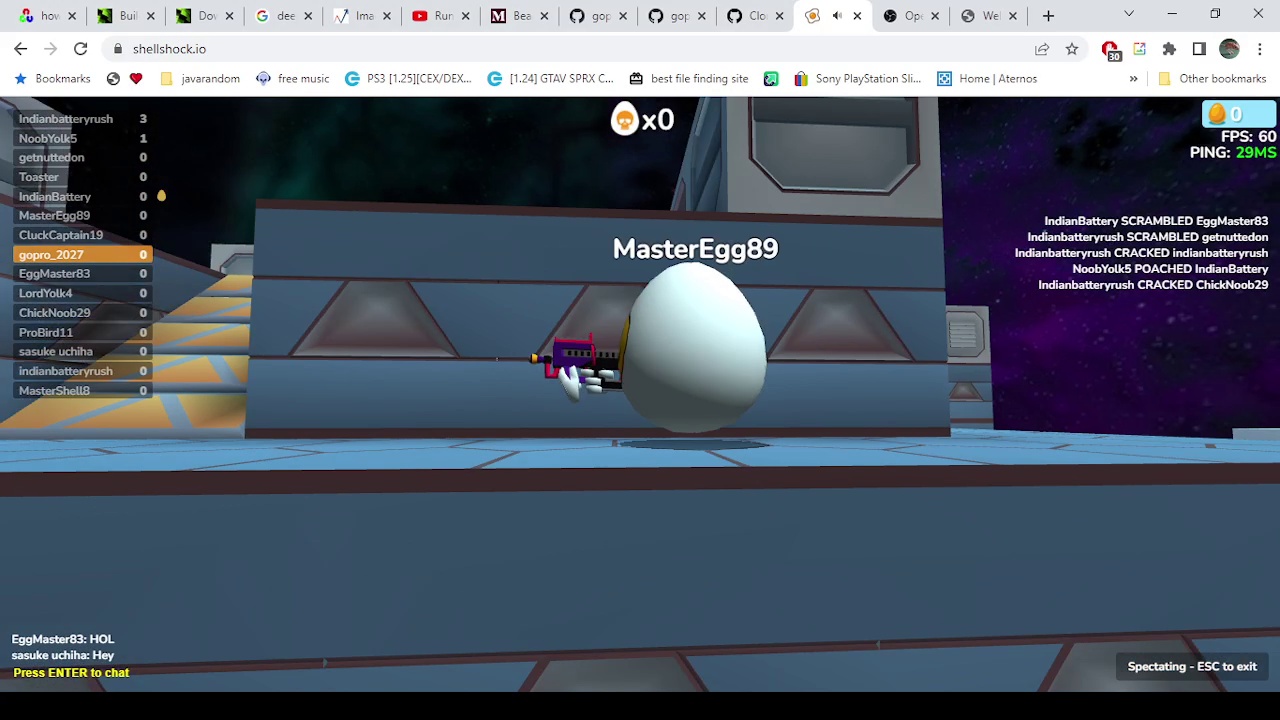 how
Buil
Dov
dee
Ima
Run
Bea
gop
gop
Clo
Ope
Wel
shellshock.io
30
Bookmarks
javarandom
free music
PS3 [1.25](CEX/DEX...
[1.24] GTAV SPRX C...
best file finding site
Sony PlayStation Sli...
Home | Aternos
»
Other bookmarks
Indianbatteryrush 3
NoobYolk5 1
getnuttedon 0
Toaster 0
IndianBattery 0
MasterEgg89 0
CluckCaptain19 0
gopro_2027 0
EggMaster83 0
LordYolk4 0
ChickNoob29 0
ProBird11 0
sasuke uchiha 0
indianbatteryrush 0
MasterShell8 0
x0
0
FPS: 60
PING: 29MS
IndianBattery SCRAMBLED EggMaster83
Indianbatteryrush SCRAMBLED getnuttedon
Indianbatteryrush CRACKED indianbatteryrush
NoobYolk5 POACHED IndianBattery
Indianbatteryrush CRACKED ChickNoob29
MasterEgg89
EggMaster83: HOL
sasuke uchiha: Hey
Press ENTER to chat
Spectating - ESC to exit